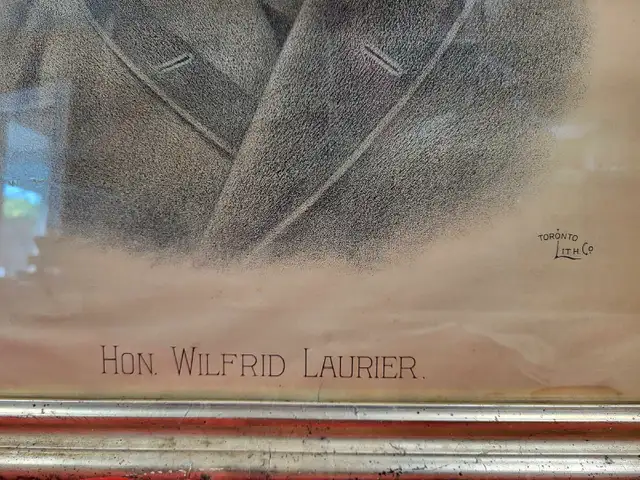 TORONTO
LITH. Co.
HON. WILFRID LAURIER.